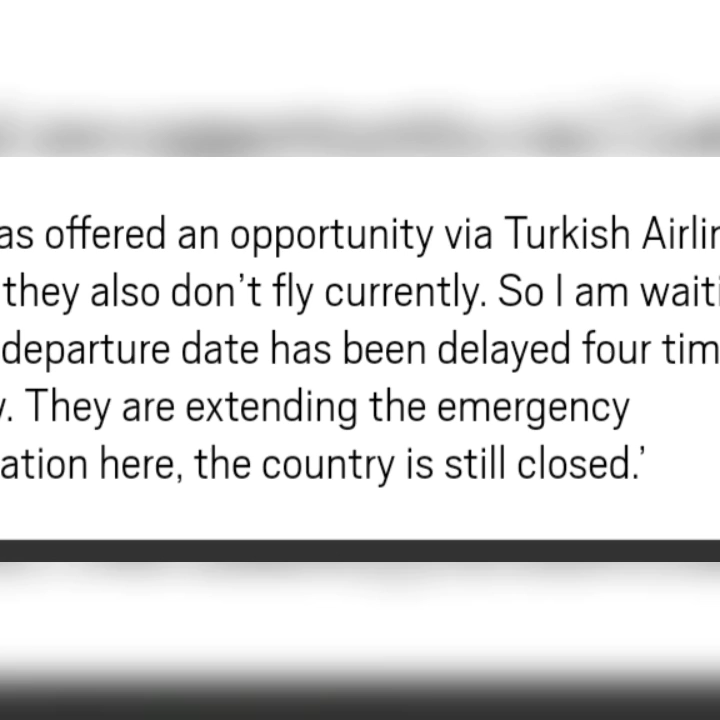 as offered an opportunity via Turkish Airlin
they also don’t fly currently. So I am waiti
departure date has been delayed four tim
. They are extending the emergency
ation here, the country is still closed.’